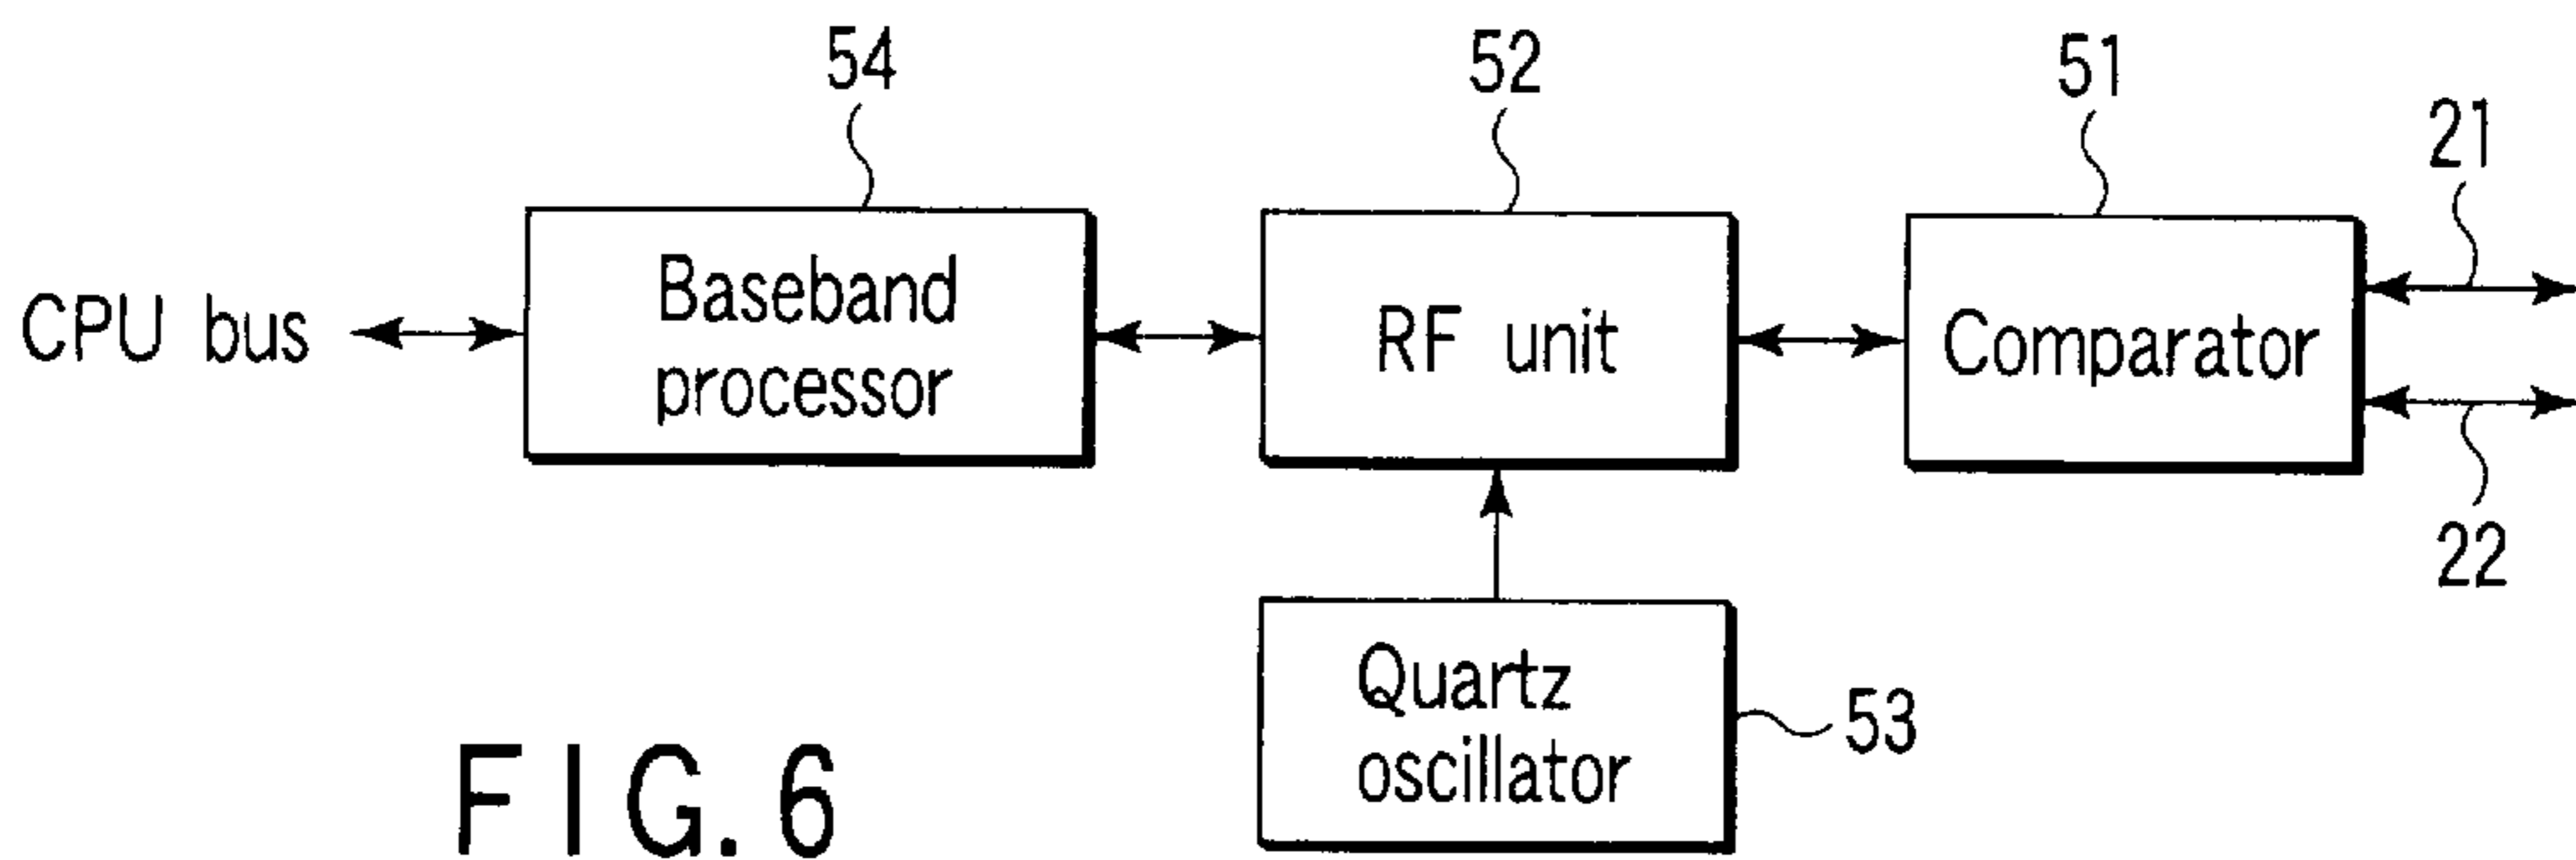 54
52
51
21
CPU bus
Baseband
processor
RF unit
Comparator
22
Quartz
oscillator
53
FIG. 6